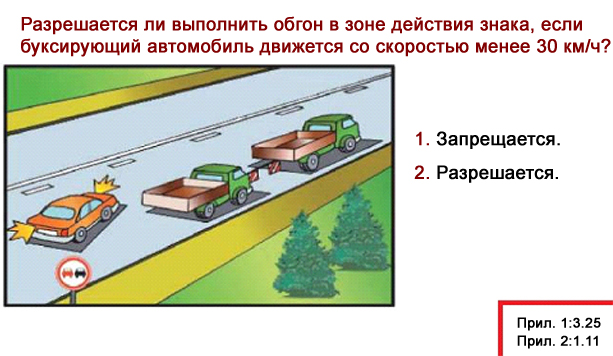 Разрешается ли выполнить обгон в зоне действия знака, если
буксирующий автомобиль движется со скоростью менее 30 км/ч?
1. Запрещается.
2. Разрешается.
Прил. 1:3.25
Прил. 2:1.11